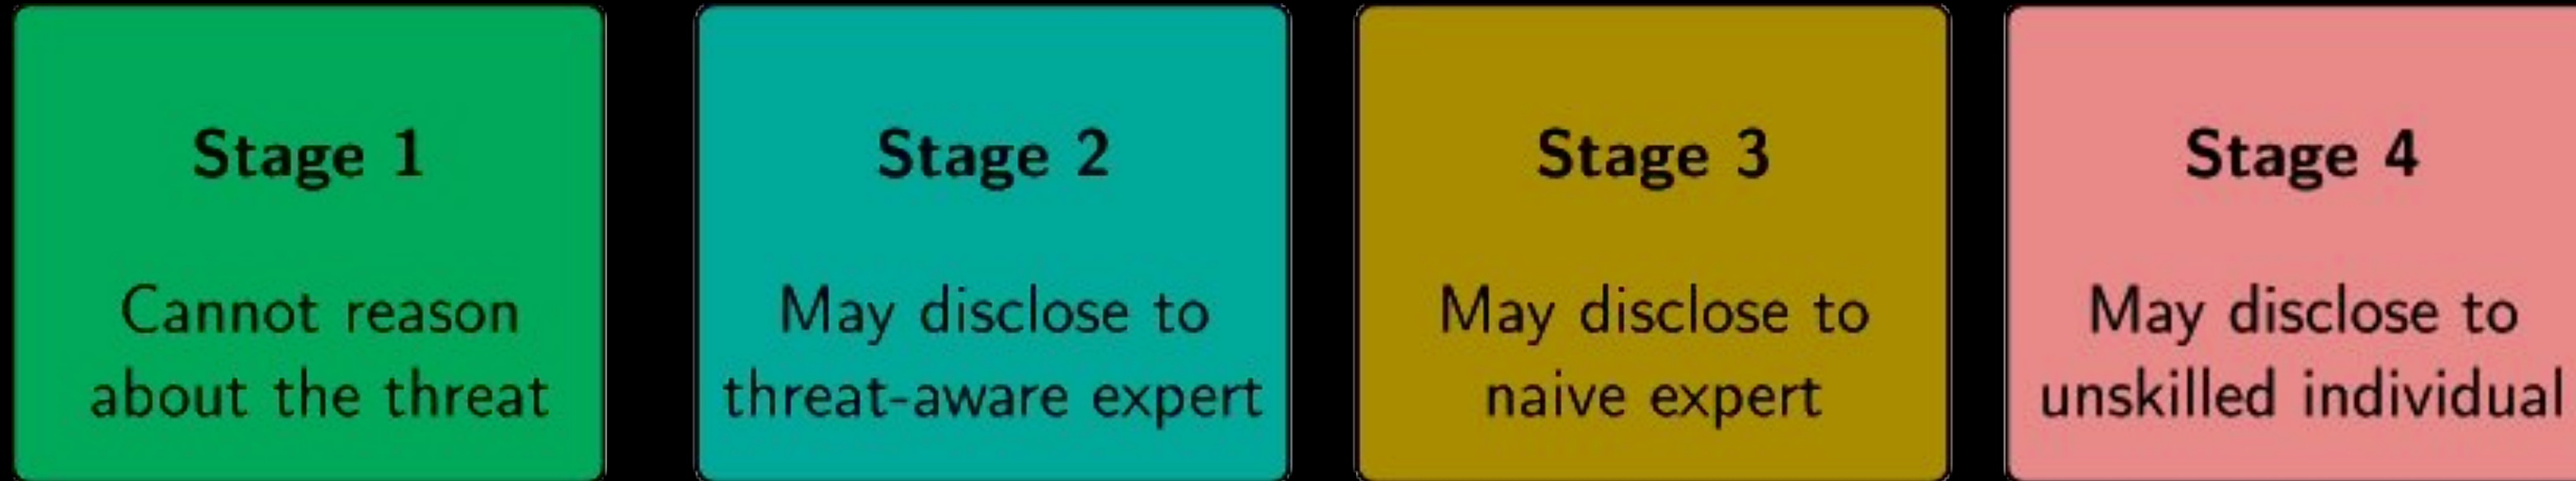 Stage 1
Cannot reason
about the threat
Stage 2
May disclose to
threat-aware expert
Stage 3
May disclose to
naive expert
Stage 4
May disclose to
unskilled individual